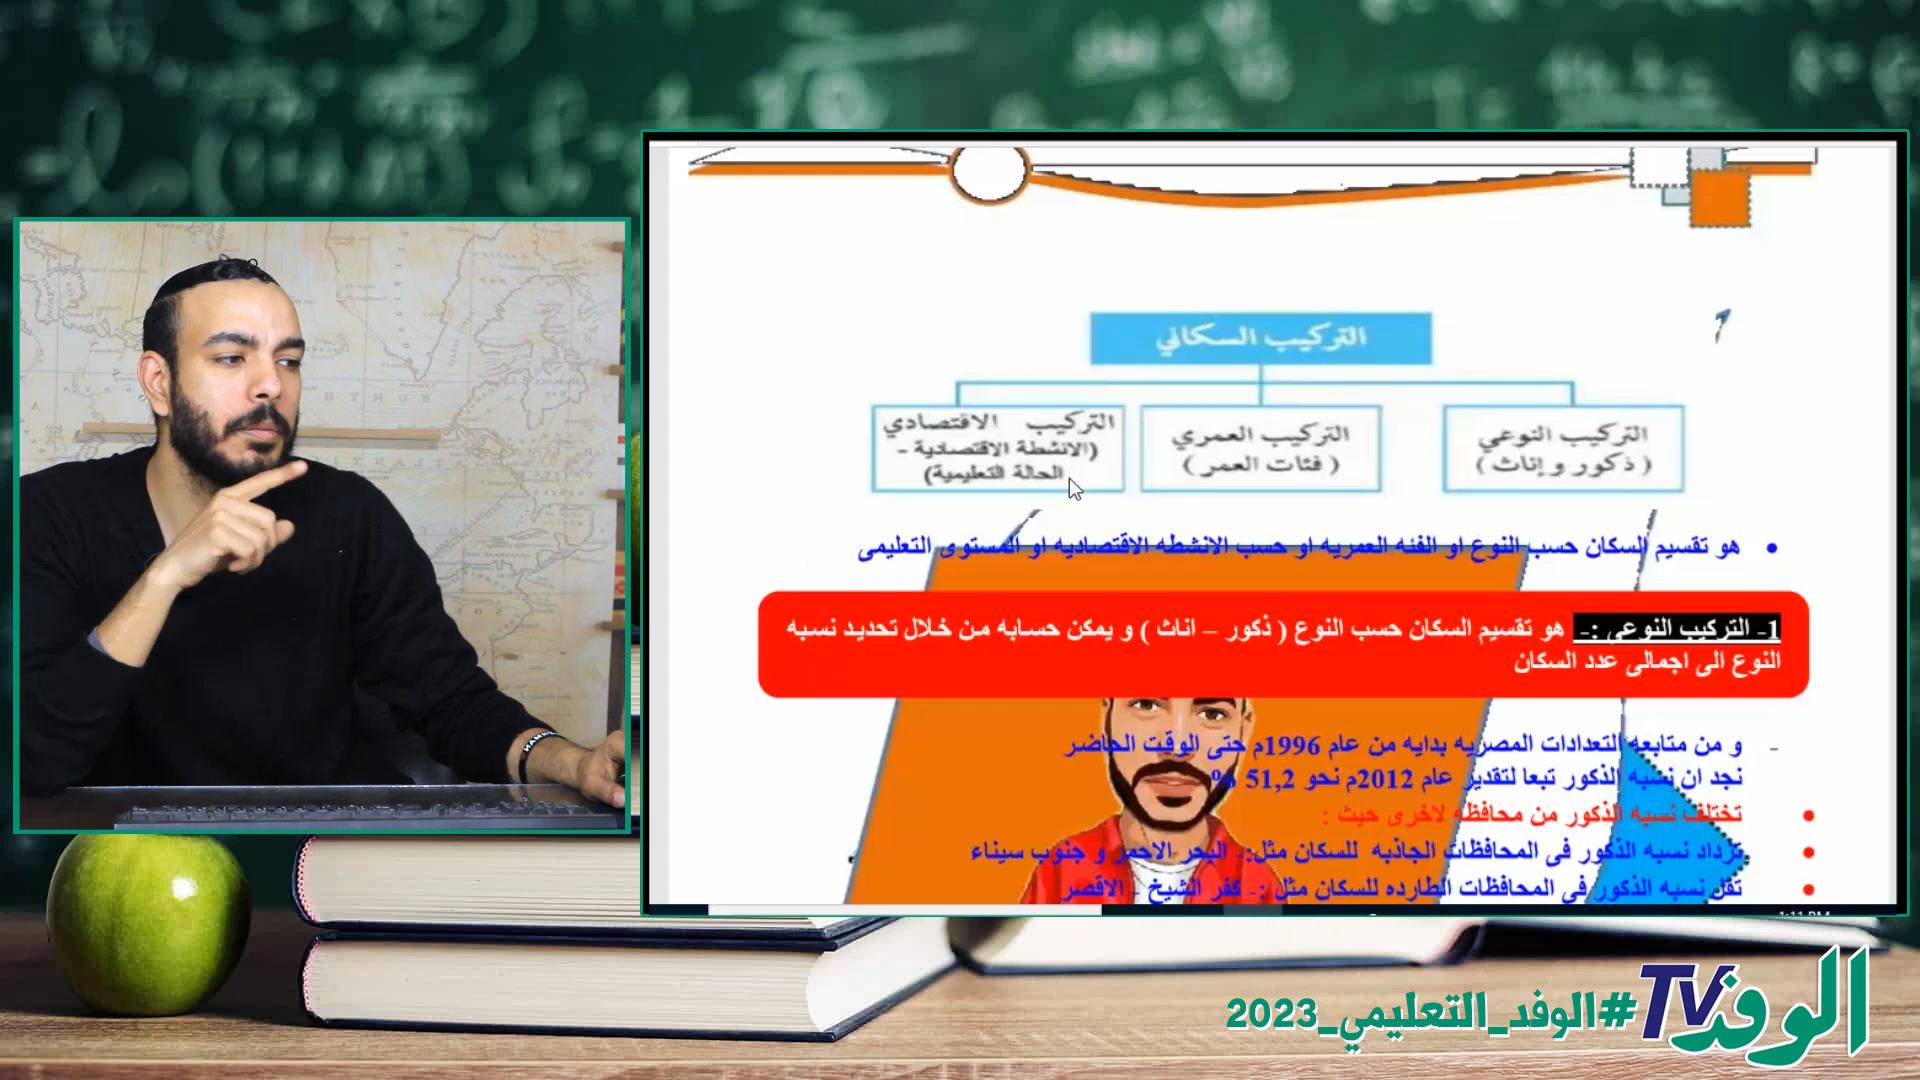 التركيب السكاني
التركيب النوعي
( ذكور و إناث )
التركيب العمري
( فئات العمر )
التركيب الاقتصادي
(الانشطة الاقتصادية -
الحالة التعليمية)
هو تقسيم السكان حسب النوع او الفئه العمريه او حسب الانشطه الاقتصاديه او المستوى التعليمى
1- التركيب النوعى :- هو تقسيم السكان حسب النوع ( ذكور – اناث ) و يمكن حسابه من خلال تحديد نسبه
النوع الى اجمالى عدد السكان
- و من متابعه التعدادات المصريه بدايه من عام 1996م حتى الوقت الحاضر
نجد ان نسبه الذكور تبعا لتقدير عام 2012م نحو 51,2 %
تختلف نسبه الذكور من محافظه لاخرى حيث :
تزداد نسبه الذكور فى المحافظات الجاذبه للسكان مثل:- البحر الاحمر و جنوب سيناء
تقل نسبه الذكور فى المحافظات الطارده للسكان مثل :- كفر الشيخ - الاقصر
#الوفد_التعليمي_2023
الوفد TV